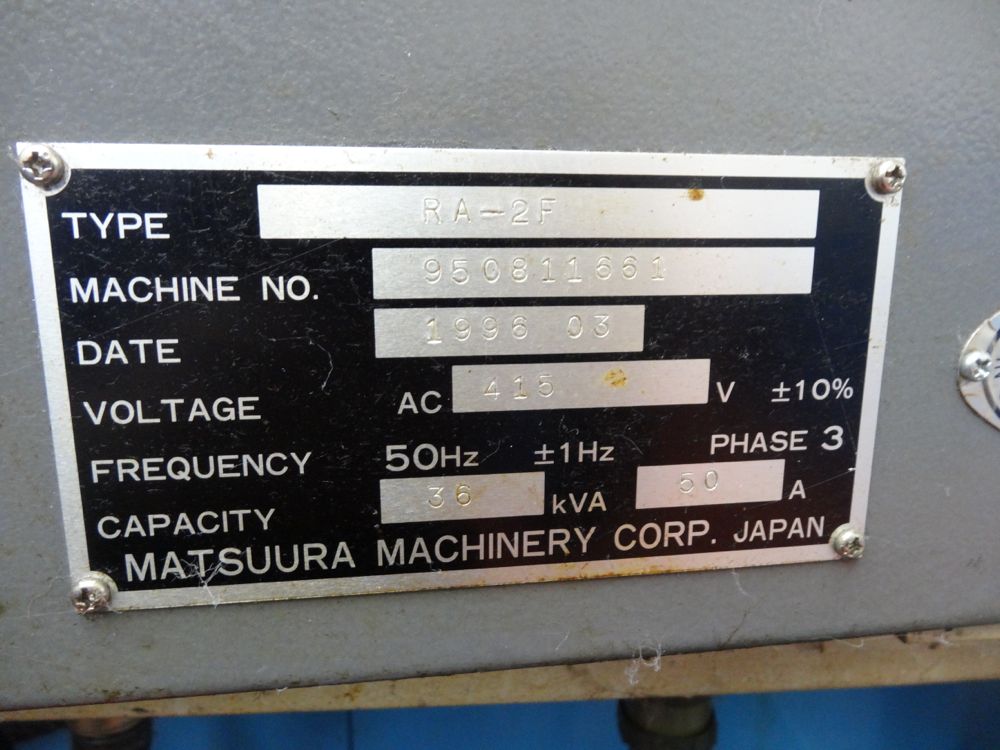 TYPE RA-2F
MACHINE NO. 950811661
DATE 1996 03
VOLTAGE AC 415 V ±10%
FREQUENCY 50Hz ±1Hz PHASE 3
CAPACITY 36 kVA 50 A
MATSUURA MACHINERY CORP. JAPAN